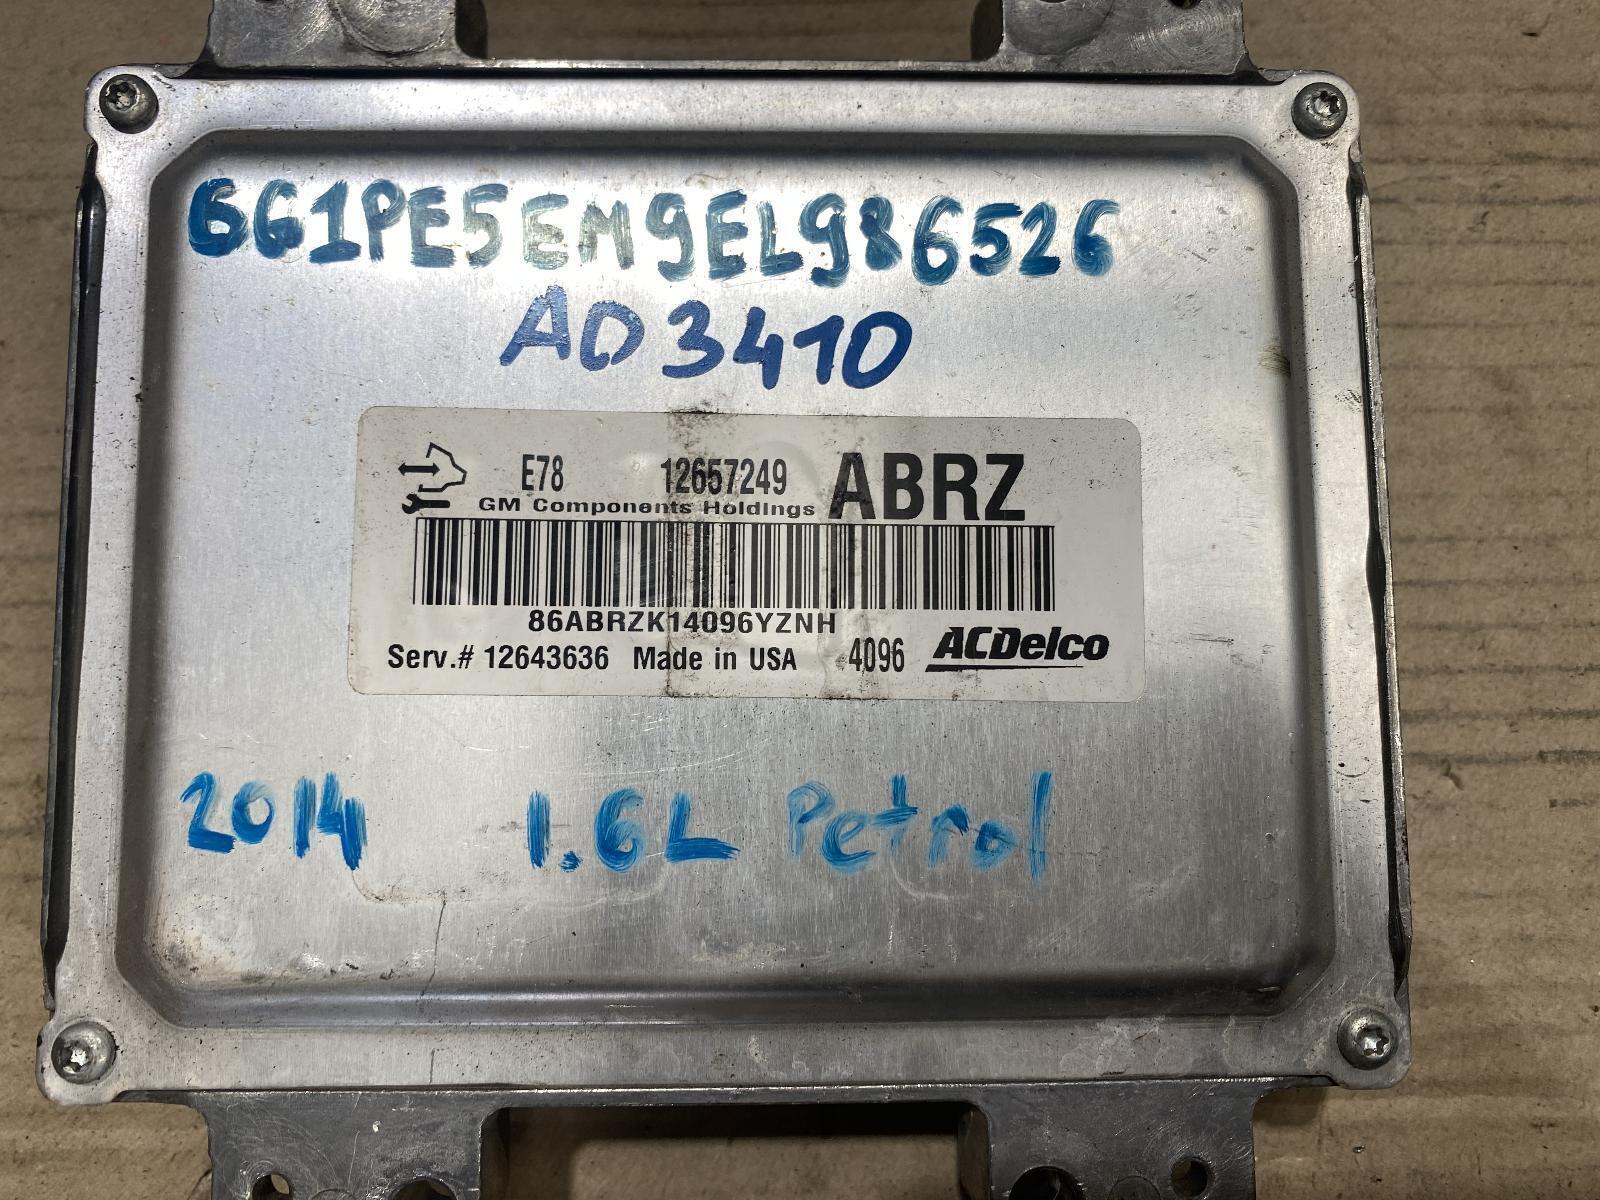 6G1PE5EM9EL986526
AD3410
E78 12657249 ABRZ
GM Components Holdings
86ABRZK14096YZNH
Serv.# 12643636 Made in USA 4096 ACDelco
2014 1.6L Petrol